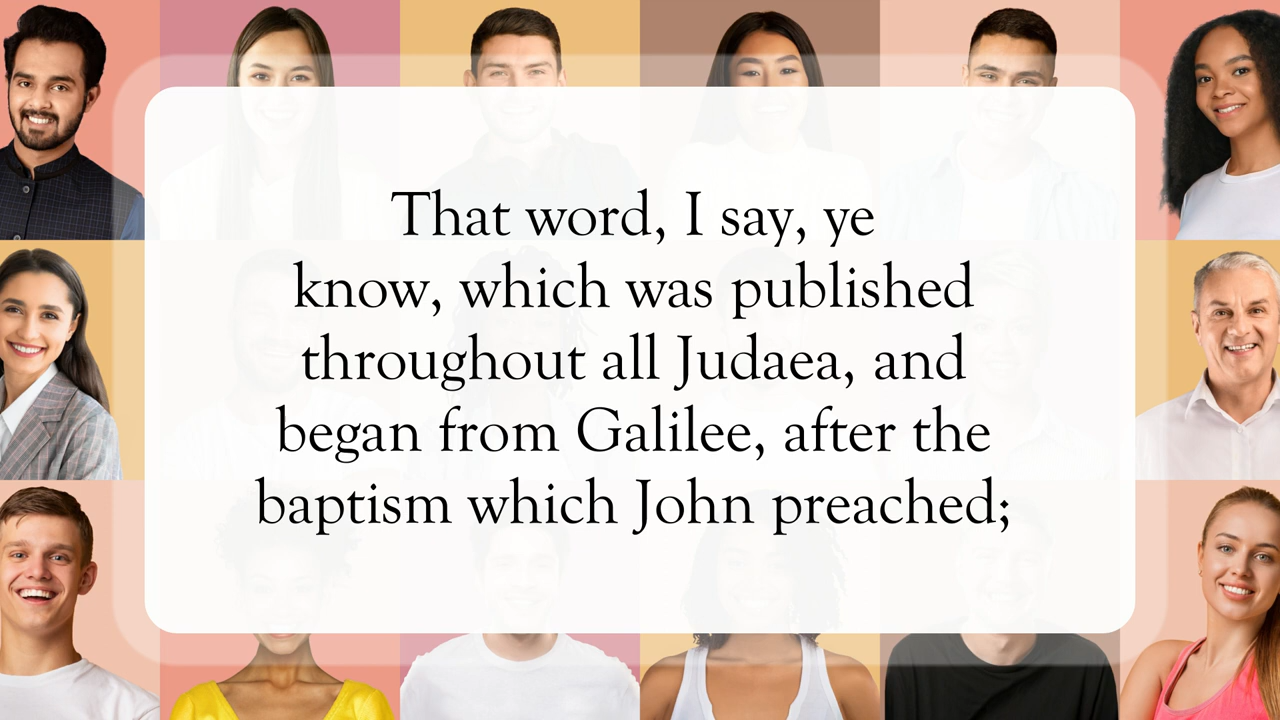 That word, I say, ye
know, which was published
throughout all Judaea, and
began from Galilee, after the
baptism which John preached;